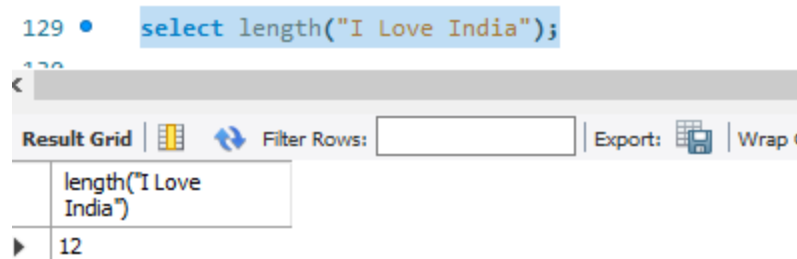 129 select length("I Love India");
Result Grid Filter Rows: Export: Wrap
length("I Love
India")
12